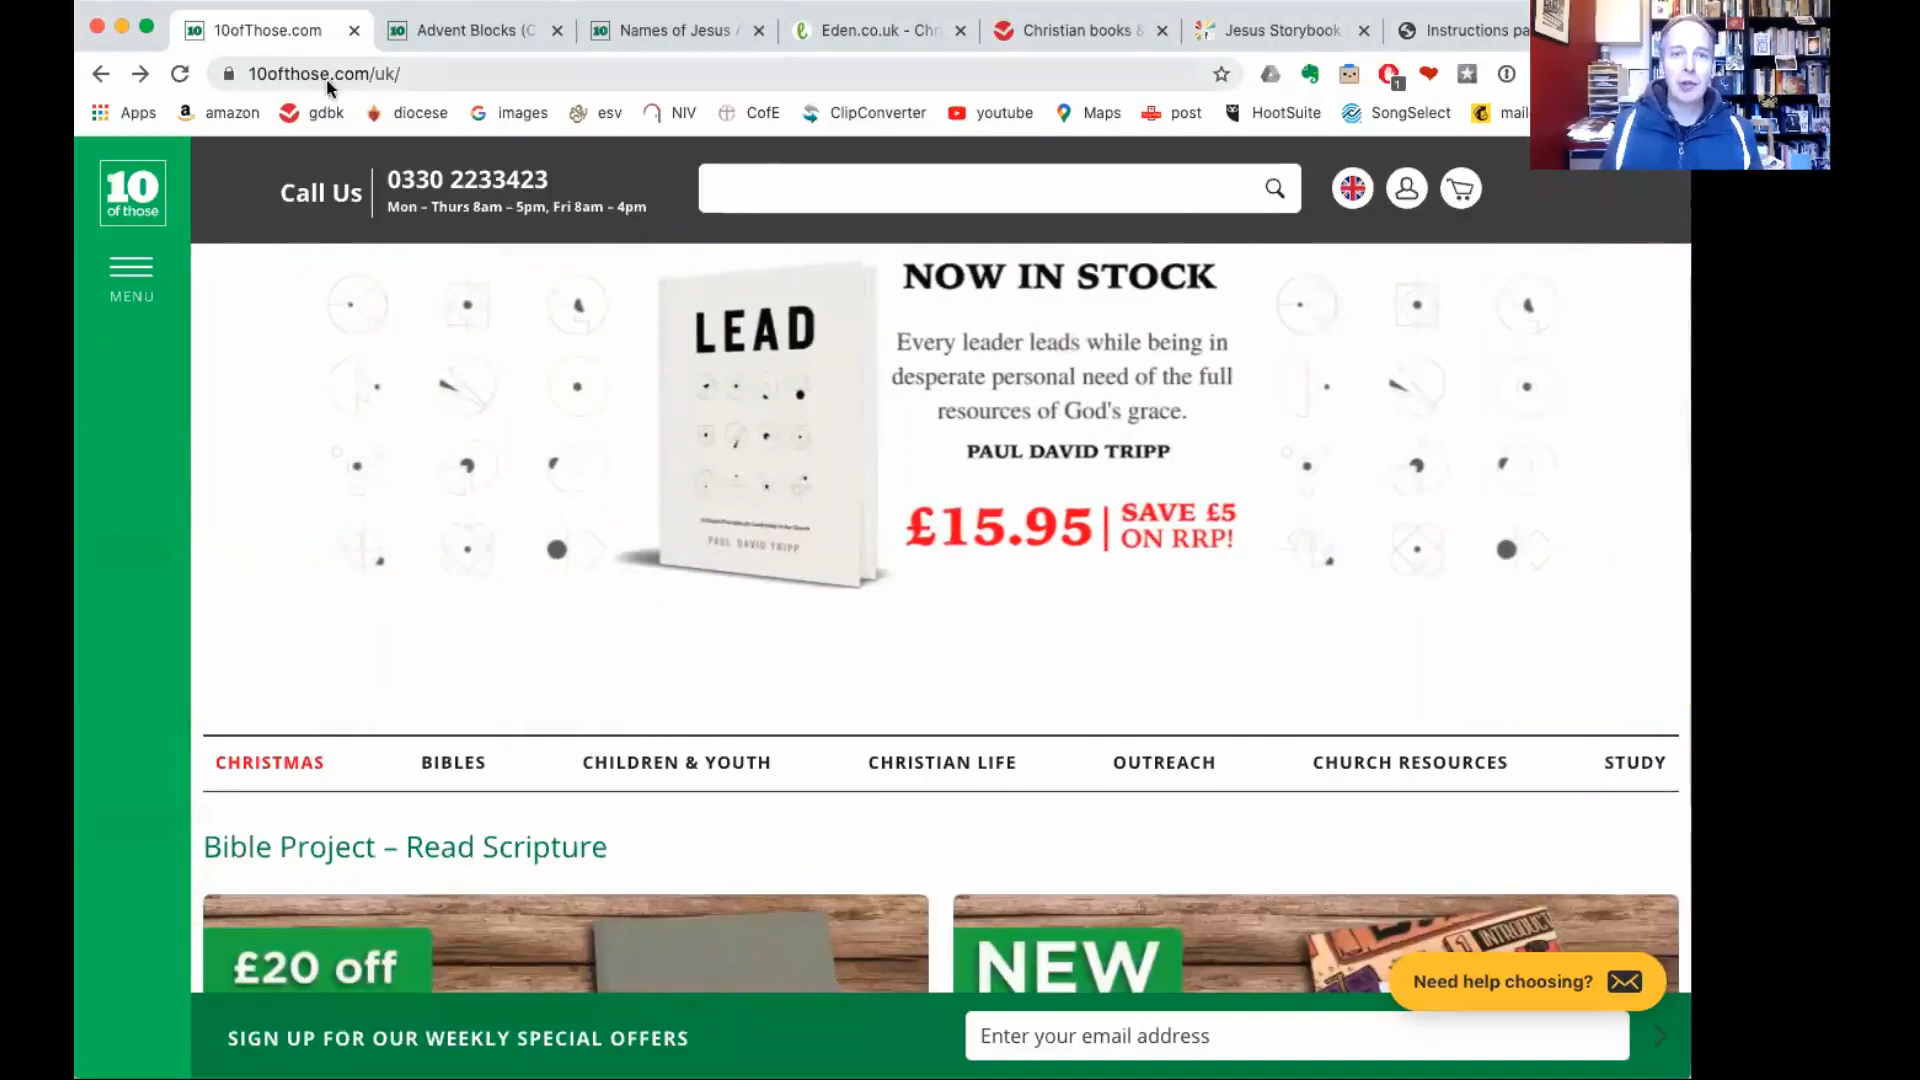 10ofThose.com
Advent Blocks (C
Names of Jesus /
Eden.co.uk - Chr
Christian books &
Jesus Storybook
Instructions pa
10ofthose.com/uk/
1
Apps
amazon
gdbk
diocese
images
esv
NIV
CofE
ClipConverter
youtube
Maps
post
HootSuite
SongSelect
mail
10
of those
MENU
Call Us
0330 2233423
Mon – Thurs 8am – 5pm, Fri 8am – 4pm
LEAD
PAUL DAVID TRIPP
NOW IN STOCK
Every leader leads while being in
desperate personal need of the full
resources of God's grace.
PAUL DAVID TRIPP
£15.95
SAVE £5
ON RRP!
CHRISTMAS
BIBLES
CHILDREN & YOUTH
CHRISTIAN LIFE
OUTREACH
CHURCH RESOURCES
STUDY
Bible Project – Read Scripture
£20 off
NEW
1 INTRODUCT
Need help choosing?
SIGN UP FOR OUR WEEKLY SPECIAL OFFERS
Enter your email address